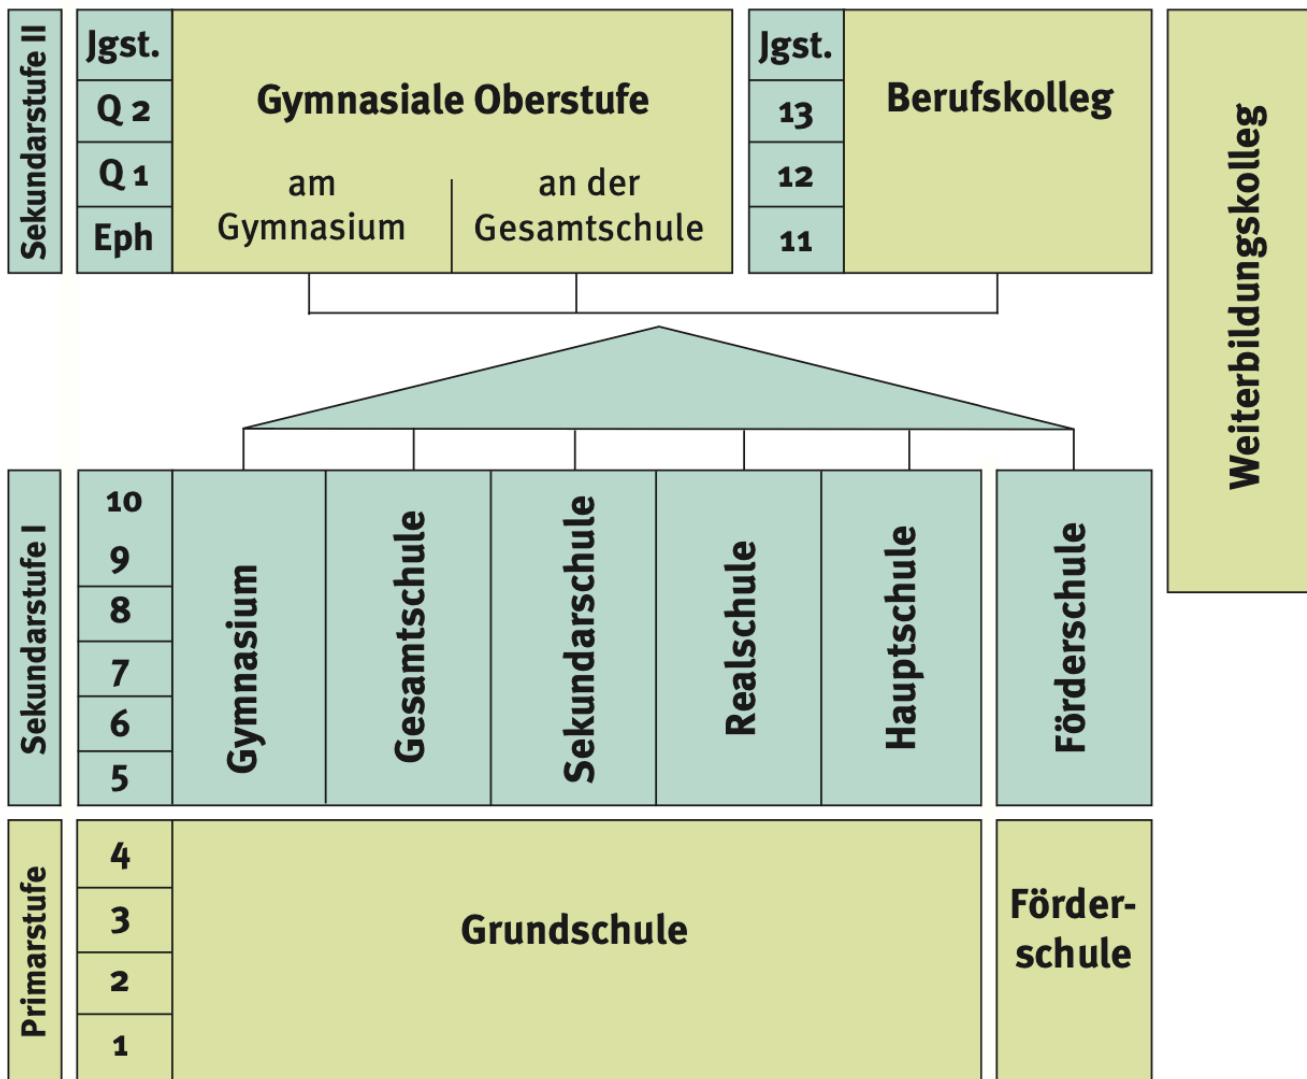 Sekundarstufe II
Jgst.
Q 2
Q 1
Eph
Gymnasiale Oberstufe
am
Gymnasium
an der
Gesamtschule
Jgst.
13
12
11
Berufskolleg
Weiterbildungskolleg
Sekundarstufe I
10
9
8
7
6
5
Gymnasium
Gesamtschule
Sekundarschule
Realschule
Hauptschule
Förderschule
Primarstufe
4
3
2
1
Grundschule
Förder-
schule